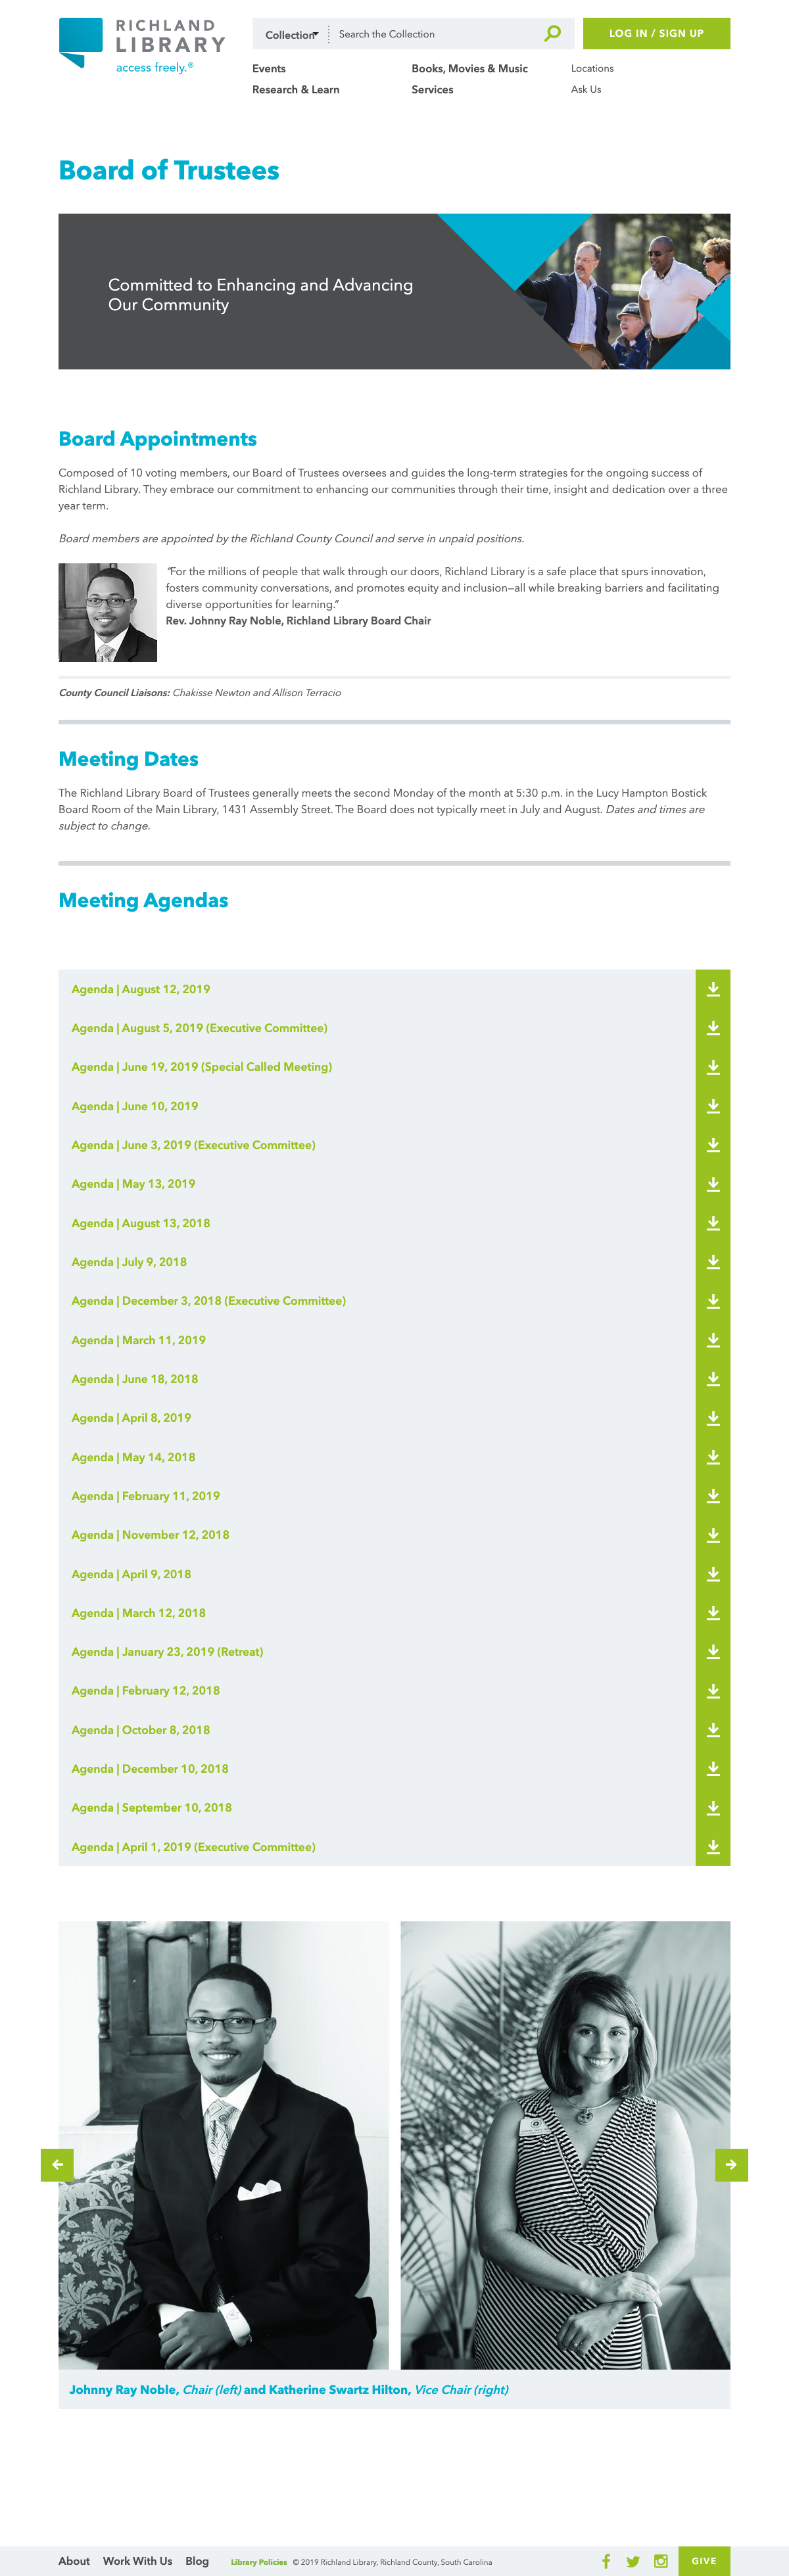 RICHLAND
LIBRARY
access freely.®
Collection
Search the Collection
LOG IN / SIGN UP
Events
Books, Movies & Music
Locations
Research & Learn
Services
Ask Us
Board of Trustees
Committed to Enhancing and Advancing
Our Community
Board Appointments
Composed of 10 voting members, our Board of Trustees oversees and guides the long-term strategies for the ongoing success of
Richland Library. They embrace our commitment to enhancing our communities through their time, insight and dedication over a three
year term.
Board members are appointed by the Richland County Council and serve in unpaid positions.
"For the millions of people that walk through our doors, Richland Library is a safe place that spurs innovation,
fosters community conversations, and promotes equity and inclusion—all while breaking barriers and facilitating
diverse opportunities for learning."
Rev. Johnny Ray Noble, Richland Library Board Chair
County Council Liaisons: Chakisse Newton and Allison Terracio
Meeting Dates
The Richland Library Board of Trustees generally meets the second Monday of the month at 5:30 p.m. in the Lucy Hampton Bostick
Board Room of the Main Library, 1431 Assembly Street. The Board does not typically meet in July and August. Dates and times are
subject to change.
Meeting Agendas
Agenda | August 12, 2019
Agenda | August 5, 2019 (Executive Committee)
Agenda | June 19, 2019 (Special Called Meeting)
Agenda | June 10, 2019
Agenda | June 3, 2019 (Executive Committee)
Agenda | May 13, 2019
Agenda | August 13, 2018
Agenda | July 9, 2018
Agenda | December 3, 2018 (Executive Committee)
Agenda | March 11, 2019
Agenda | June 18, 2018
Agenda | April 8, 2019
Agenda | May 14, 2018
Agenda | February 11, 2019
Agenda | November 12, 2018
Agenda | April 9, 2018
Agenda | March 12, 2018
Agenda | January 23, 2019 (Retreat)
Agenda | February 12, 2018
Agenda | October 8, 2018
Agenda | December 10, 2018
Agenda | September 10, 2018
Agenda | April 1, 2019 (Executive Committee)
Johnny Ray Noble, Chair (left) and Katherine Swartz Hilton, Vice Chair (right)
About
Work With Us
Blog
Library Policies
© 2019 Richland Library, Richland County, South Carolina
GIVE